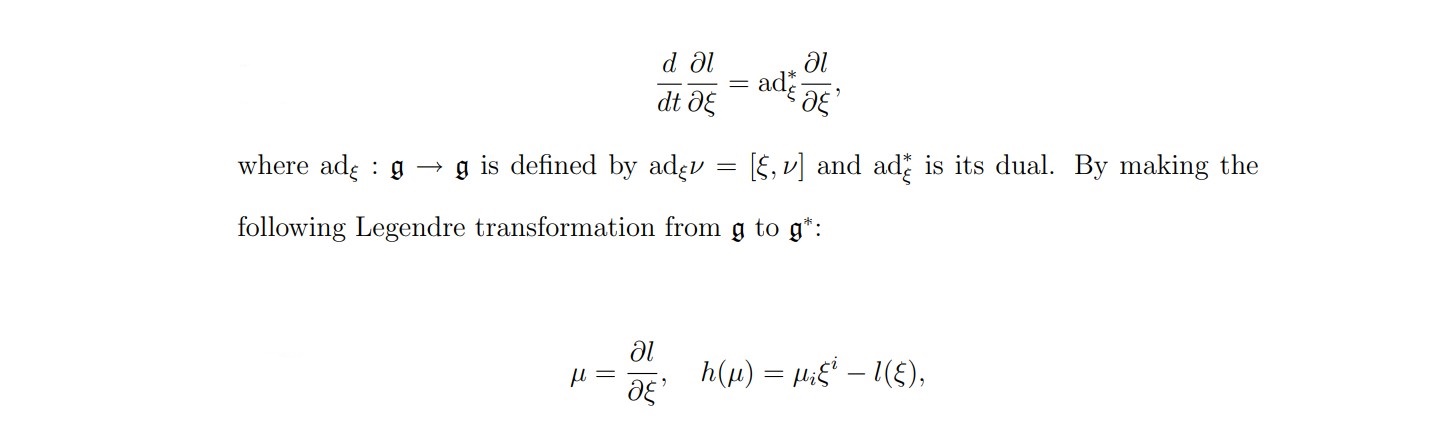 d/dt ∂l/∂ξ = ad*_ξ ∂l/∂ξ,
where ad_ξ : 𝔤 → 𝔤 is defined by ad_ξν = [ξ, ν] and ad*_ξ is its dual. By making the
following Legendre transformation from 𝔤 to 𝔤*:
μ = ∂l/∂ξ, h(μ) = μ_iξ^i − l(ξ),